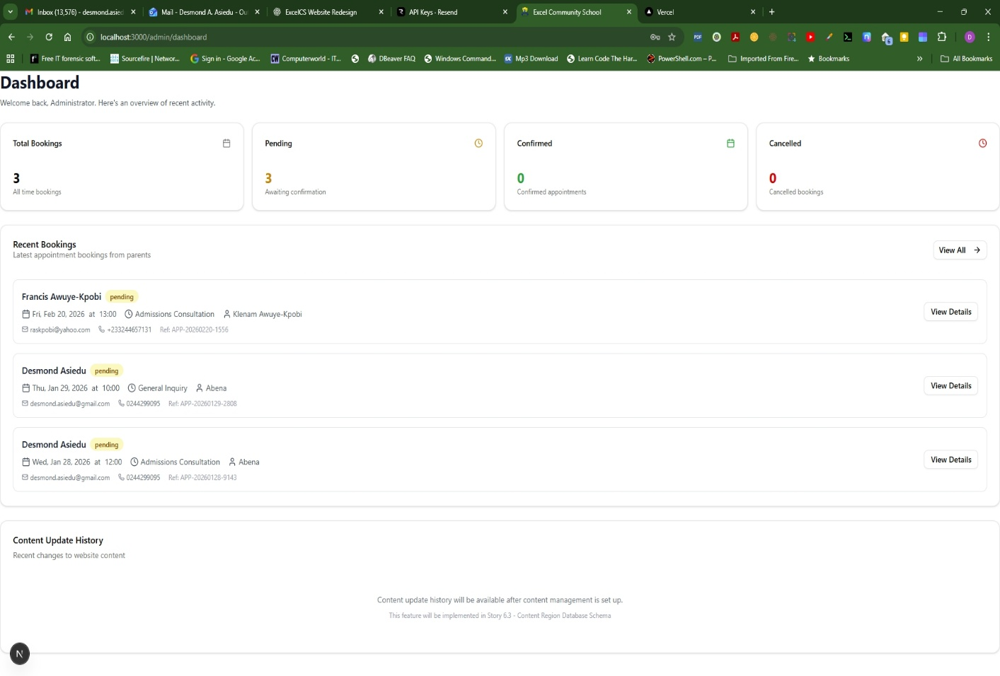 Inbox (13,576) - desmond.asied
Mail - Desmond A. Asiedu - Ou
ExcelCS Website Redesign
API Keys · Resend
Excel Community School
Vercel
localhost:3000/admin/dashboard
Free IT forensic soft...
Sourcefire | Networ...
Sign in - Google Ac...
Computerworld - IT...
DBeaver FAQ
Windows Command...
Mp3 Download
Learn Code The Har...
PowerShell.com – P...
Imported From Fire...
Bookmarks
All Bookmarks
Dashboard
Welcome back, Administrator. Here's an overview of recent activity.
Total Bookings
3
All time bookings
Pending
3
Awaiting confirmation
Confirmed
0
Confirmed appointments
Cancelled
0
Cancelled bookings
Recent Bookings
Latest appointment bookings from parents
View All
Francis Awuye-Kpobi pending
Fri, Feb 20, 2026 at 13:00 Admissions Consultation Klenam Awuye-Kpobi
raskpobi@yahoo.com +233244657131 Ref: APP-20260220-1556
View Details
Desmond Asiedu pending
Thu, Jan 29, 2026 at 10:00 General Inquiry Abena
desmond.asiedu@gmail.com 0244299095 Ref: APP-20260129-2808
View Details
Desmond Asiedu pending
Wed, Jan 28, 2026 at 12:00 Admissions Consultation Abena
desmond.asiedu@gmail.com 0244299095 Ref: APP-20260128-9143
View Details
Content Update History
Recent changes to website content
Content update history will be available after content management is set up.
This feature will be implemented in Story 6.3 - Content Region Database Schema
N